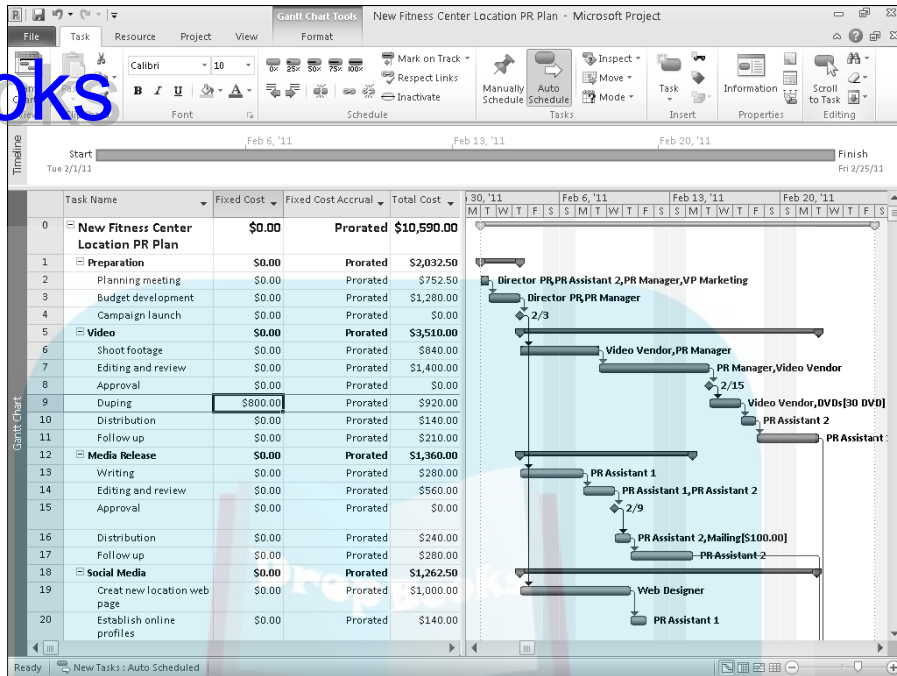 Gantt Chart Tools New Fitness Center Location PR Plan - Microsoft Project
File Task Resource Project View Format
Calibri 10
B I U A
Font
0% 25% 50% 75% 100%
Mark on Track
Respect Links
Inactivate
Schedule
Manually Schedule
Auto Schedule
Inspect
Move
Mode
Tasks
Task
Insert
Information
Properties
Scroll to Task
Editing
oks
Timeline
Feb 6, '11 Feb 13, '11 Feb 20, '11
Start Finish
Tue 2/1/11 Fri 2/25/11
Gantt Chart
Task Name Fixed Cost Fixed Cost Accrual Total Cost
30, '11 Feb 6, '11 Feb 13, '11 Feb 20, '11
M T W T F S S M T W T F S S M T W T F S S M T W T F S
0 New Fitness Center Location PR Plan $0.00 Prorated $10,590.00
1 Preparation $0.00 Prorated $2,032.50
2 Planning meeting $0.00 Prorated $752.50 Director PR,PR Assistant 2,PR Manager,VP Marketing
3 Budget development $0.00 Prorated $1,280.00 Director PR,PR Manager
4 Campaign launch $0.00 Prorated $0.00 2/3
5 Video $0.00 Prorated $3,510.00
6 Shoot footage $0.00 Prorated $840.00 Video Vendor,PR Manager
7 Editing and review $0.00 Prorated $1,400.00 PR Manager,Video Vendor
8 Approval $0.00 Prorated $0.00 2/15
9 Duping $800.00 Prorated $920.00 Video Vendor,DVDs[30 DVD]
10 Distribution $0.00 Prorated $140.00 PR Assistant 2
11 Follow up $0.00 Prorated $210.00 PR Assistant
12 Media Release $0.00 Prorated $1,360.00
13 Writing $0.00 Prorated $280.00 PR Assistant 1
14 Editing and review $0.00 Prorated $560.00 PR Assistant 1,PR Assistant 2
15 Approval $0.00 Prorated $0.00 2/9
16 Distribution $0.00 Prorated $240.00 PR Assistant 2,Mailing[$100.00]
17 Follow up $0.00 Prorated $280.00 PR Assistant 2
18 Social Media $0.00 Prorated $1,262.50
19 Creat new location web page $0.00 Prorated $1,000.00 Web Designer
20 Establish online profiles $0.00 Prorated $140.00 PR Assistant 1
DropBooks
Ready New Tasks : Auto Scheduled